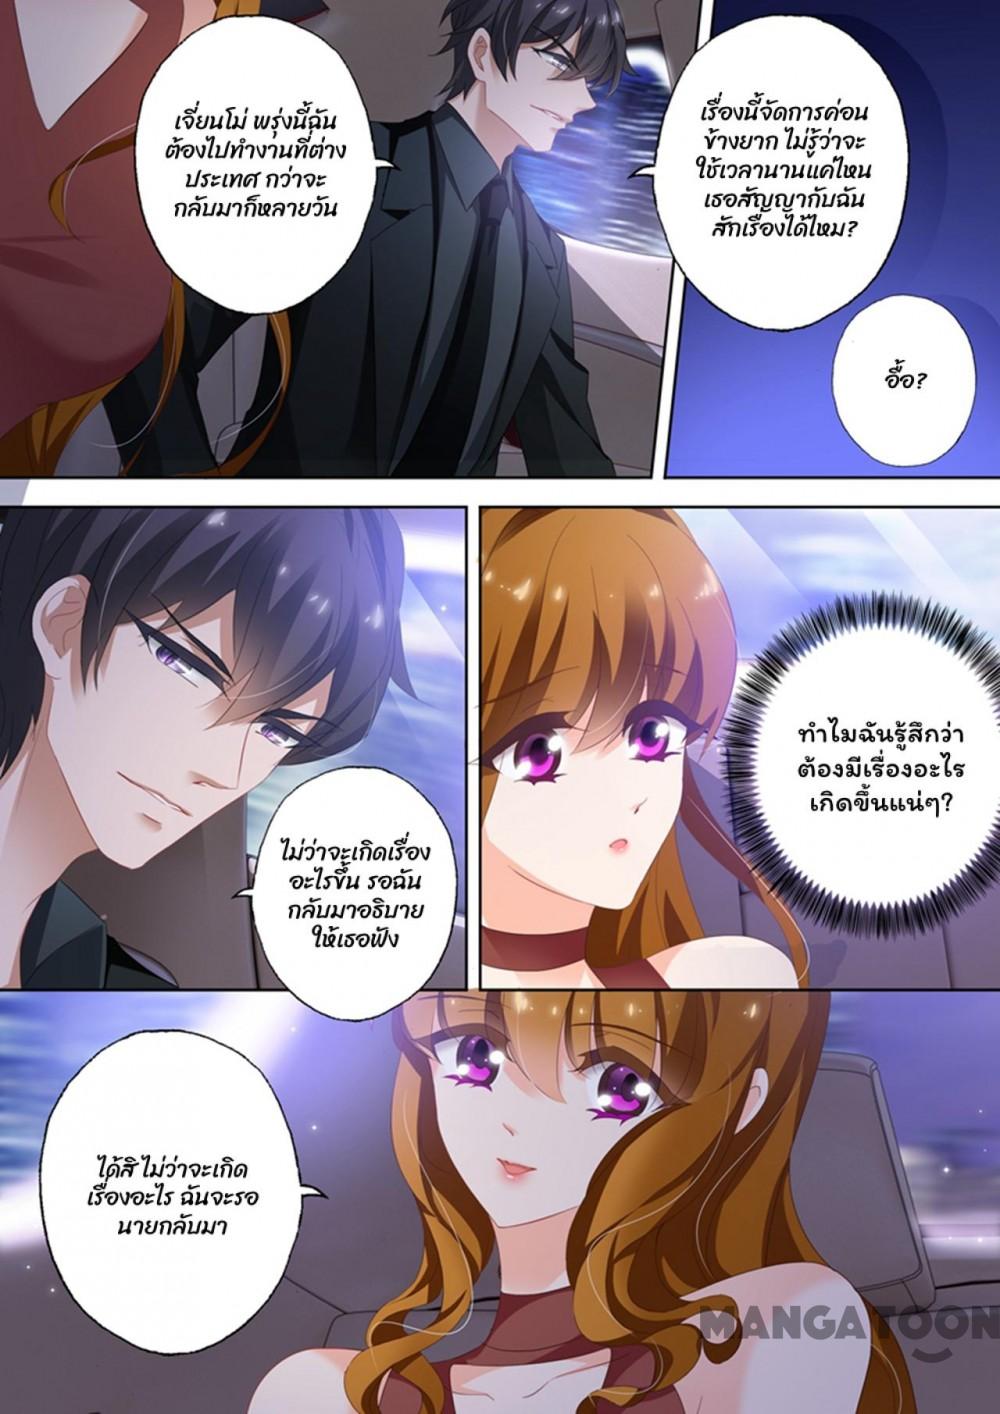 เจี่ยนโม่ พรุ่งนี้ฉัน
ต้องไปทำงานที่ต่าง
ประเทศ กว่าจะ
กลับมาก็หลายวัน
เรื่องนี้จัดการค่อน
ข้างยาก ไม่รู้ว่าจะ
ใช้เวลานานแค่ไหน
เธอสัญญากับฉัน
สักเรื่องได้ไหม?
อื้อ?
ไม่ว่าจะเกิดเรื่อง
อะไรขึ้น รอฉัน
กลับมาอธิบาย
ให้เธอฟัง
ทำไมฉันรู้สึกว่า
ต้องมีเรื่องอะไร
เกิดขึ้นแน่ๆ?
ได้สิ ไม่ว่าจะเกิด
เรื่องอะไร ฉันจะรอ
นายกลับมา
MANGATOON